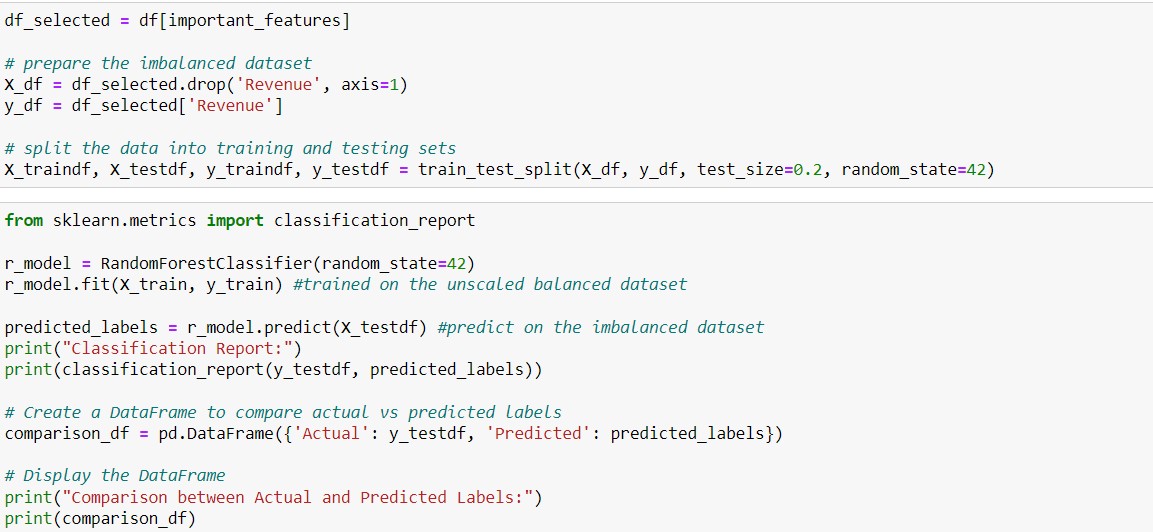 df_selected = df[important_features]
# prepare the imbalanced dataset
X_df = df_selected.drop('Revenue', axis=1)
y_df = df_selected['Revenue']
# split the data into training and testing sets
X_traindf, X_testdf, y_traindf, y_testdf = train_test_split(X_df, y_df, test_size=0.2, random_state=42)
from sklearn.metrics import classification_report
r_model = RandomForestClassifier(random_state=42)
r_model.fit(X_train, y_train) #trained on the unscaled balanced dataset
predicted_labels = r_model.predict(X_testdf) #predict on the imbalanced dataset
print("Classification Report:")
print(classification_report(y_testdf, predicted_labels))
# Create a DataFrame to compare actual vs predicted labels
comparison_df = pd.DataFrame({'Actual': y_testdf, 'Predicted': predicted_labels})
# Display the DataFrame
print("Comparison between Actual and Predicted Labels:")
print(comparison_df)